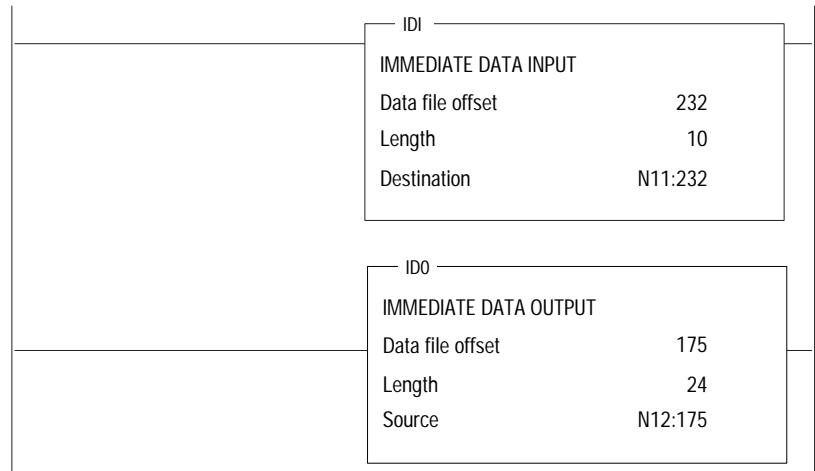 IDI
IMMEDIATE DATA INPUT
Data file offset 232
Length 10
Destination N11:232
ID0
IMMEDIATE DATA OUTPUT
Data file offset 175
Length 24
Source N12:175